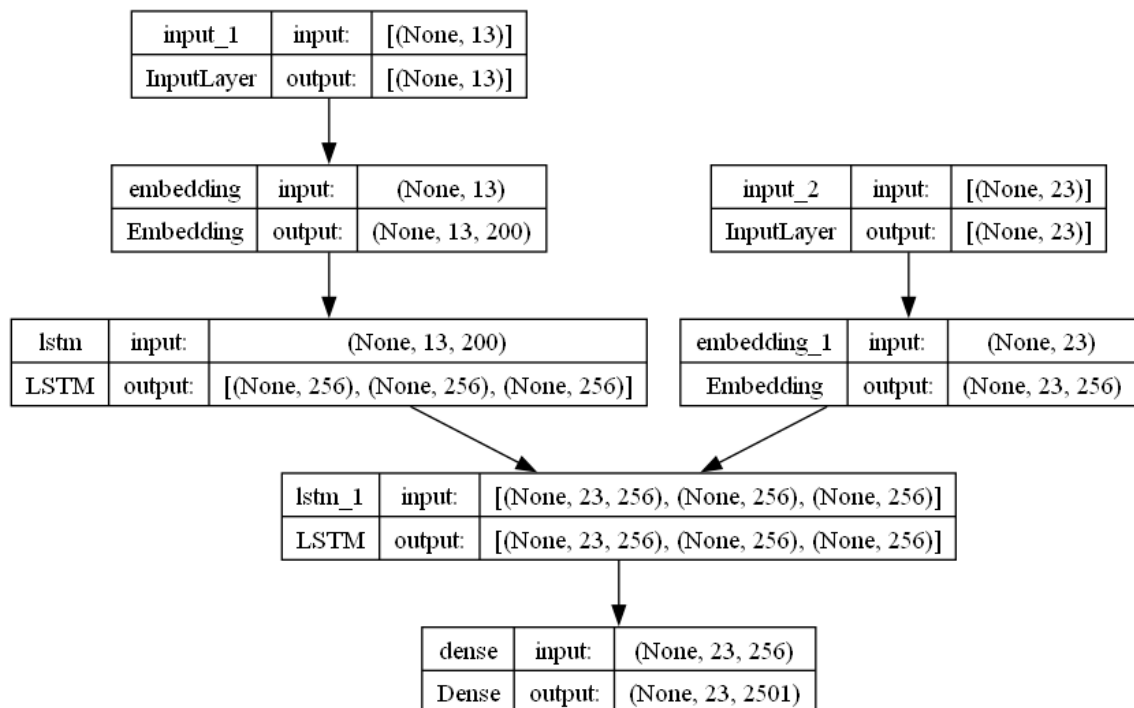 input_1 input: [(None, 13)]
InputLayer output: [(None, 13)]
embedding input: (None, 13)
Embedding output: (None, 13, 200)
input_2 input: [(None, 23)]
InputLayer output: [(None, 23)]
lstm input: (None, 13, 200)
LSTM output: [(None, 256), (None, 256), (None, 256)]
embedding_1 input: (None, 23)
Embedding output: (None, 23, 256)
lstm_1 input: [(None, 23, 256), (None, 256), (None, 256)]
LSTM output: [(None, 23, 256), (None, 256), (None, 256)]
dense input: (None, 23, 256)
Dense output: (None, 23, 2501)